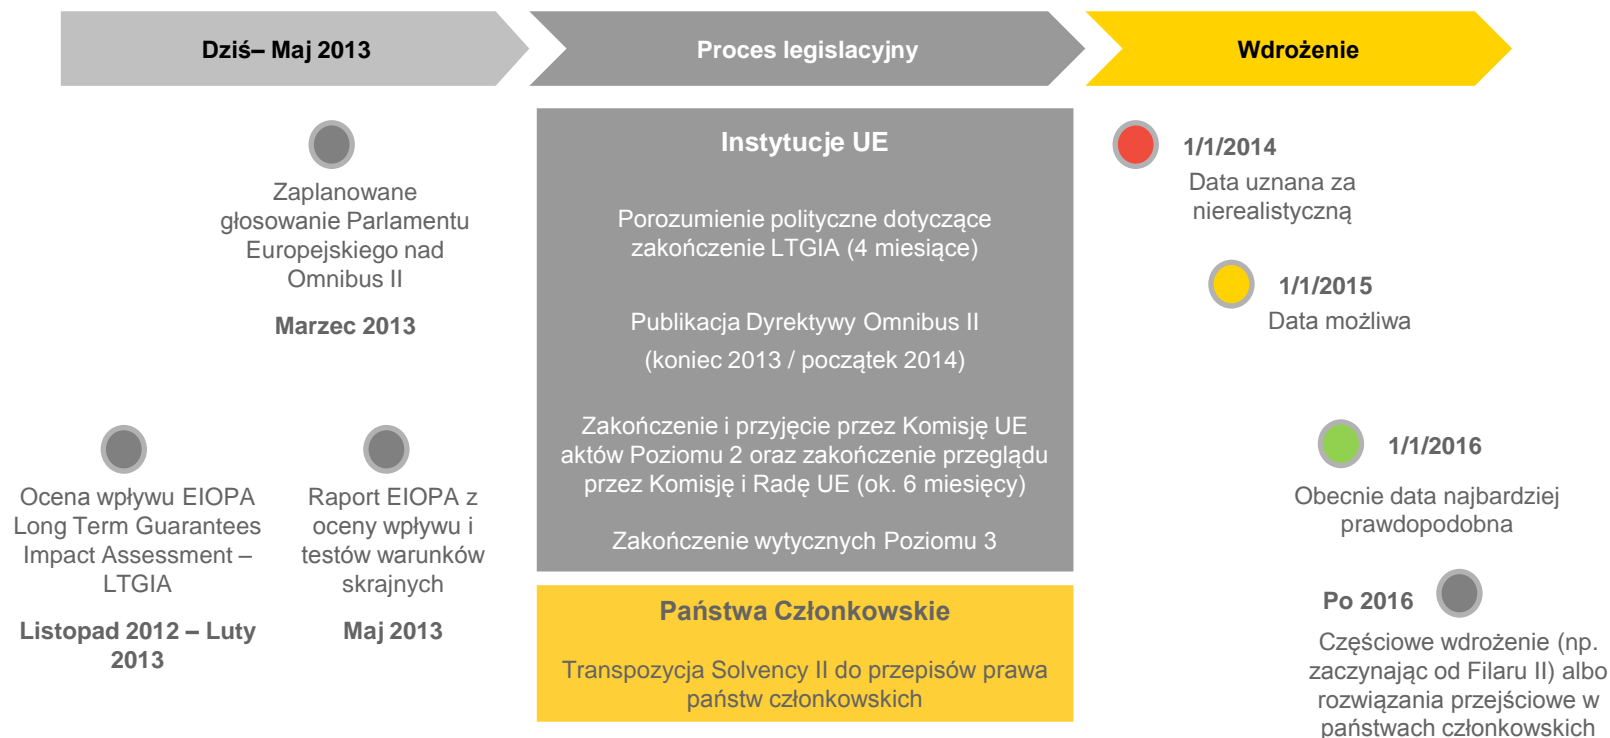 Dziś– Maj 2013
Proces legislacyjny
Wdrożenie
Zaplanowane
głosowanie Parlamentu
Europejskiego nad
Omnibus II
Marzec 2013
Ocena wpływu EIOPA
Long Term Guarantees
Impact Assessment –
LTGIA
Listopad 2012 – Luty
2013
Raport EIOPA z
oceny wpływu i
testów warunków
skrajnych
Maj 2013
Instytucje UE
Porozumienie polityczne dotyczące
zakończenie LTGIA (4 miesiące)
Publikacja Dyrektywy Omnibus II
(koniec 2013 / początek 2014)
Zakończenie i przyjęcie przez Komisję UE
aktów Poziomu 2 oraz zakończenie przeglądu
przez Komisję i Radę UE (ok. 6 miesięcy)
Zakończenie wytycznych Poziomu 3
Państwa Członkowskie
Transpozycja Solvency II do przepisów prawa
państw członkowskich
1/1/2014
Data uznana za
nierealistyczną
1/1/2015
Data możliwa
1/1/2016
Obecnie data najbardziej
prawdopodobna
Po 2016
Częściowe wdrożenie (np.
zaczynając od Filaru II) albo
rozwiązania przejściowe w
państwach członkowskich